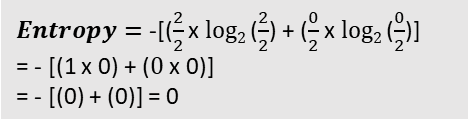 Entropy = -[(2/2 x log₂ (2/2) + (0/2 x log₂ (0/2)]
= - [(1 x 0) + (0 x 0)]
= - [(0) + (0)] = 0